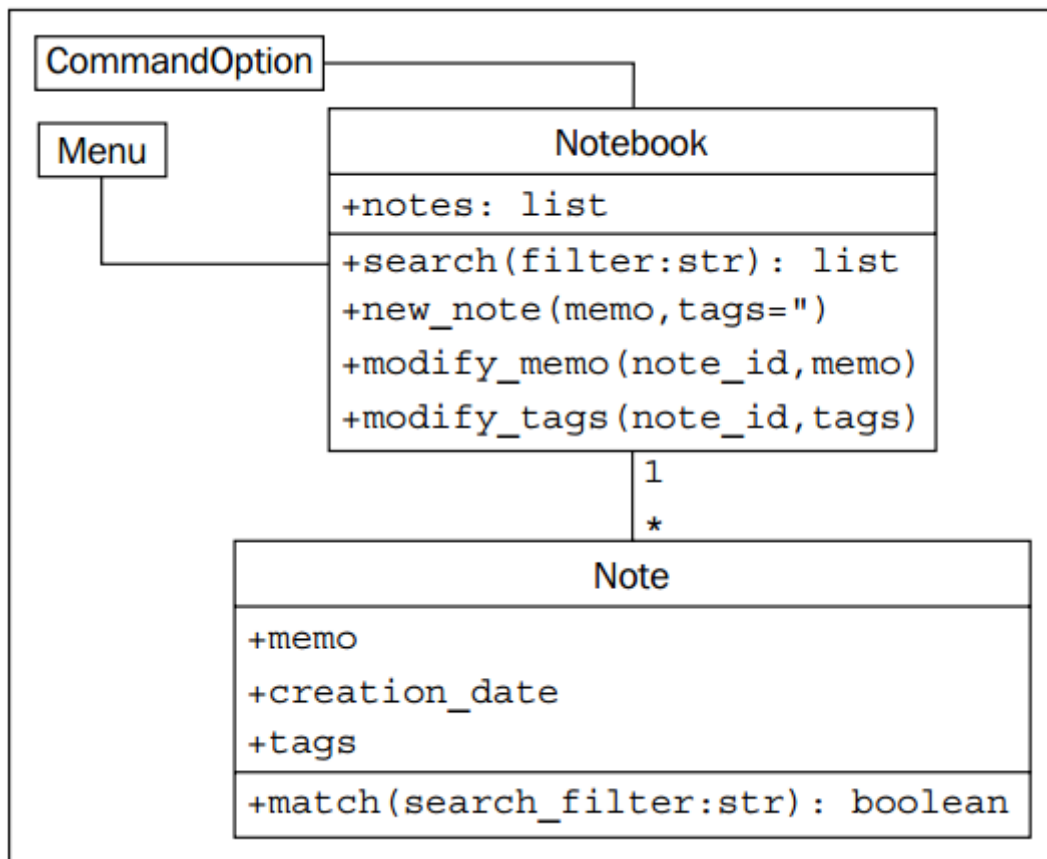 CommandOption
Menu
Notebook
+notes: list
+search(filter:str): list
+new_note(memo,tags=")
+modify_memo(note_id,memo)
+modify_tags(note_id,tags)
1
*
Note
+memo
+creation_date
+tags
+match(search_filter:str): boolean